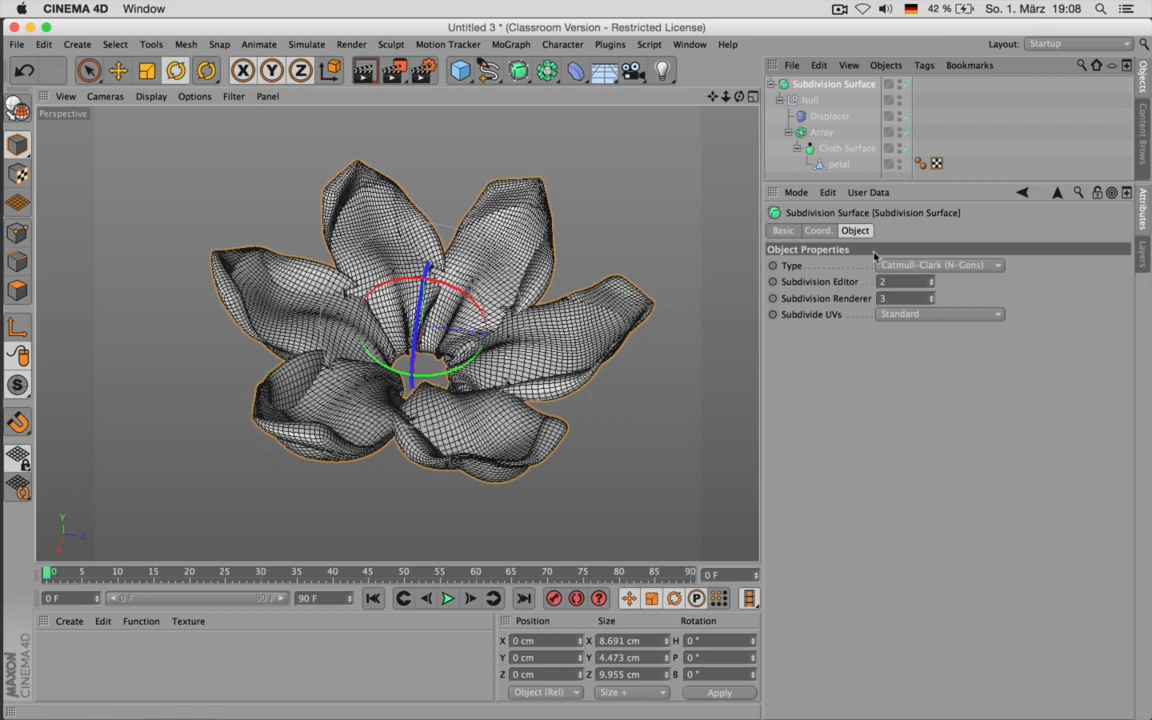 CINEMA 4D Window 42 % So. 1. März 19:08
Untitled 3 * (Classroom Version - Restricted License)
File Edit Create Select Tools Mesh Snap Animate Simulate Render Sculpt Motion Tracker MoGraph Character Plugins Script Window Help Layout: Startup
X Y Z
File Edit View Objects Tags Bookmarks
View Cameras Display Options Filter Panel
Perspective
Subdivision Surface
Null
Displacer
Array
Cloth Surface
petal
Objects
Content Brows
Attributes
Layers
Mode Edit User Data
Subdivision Surface [Subdivision Surface]
Basic Coord. Object
Object Properties
Type Catmull-Clark (N-Gons)
Subdivision Editor 2
Subdivision Renderer 3
Subdivide UVs Standard
S
Y
Z
X
0 5 10 15 20 25 30 35 40 45 50 55 60 65 70 75 80 85 90 0 F
0 F 0 F 90 F 90 F
? P
Create Edit Function Texture
Position Size Rotation
X 0 cm X 8.691 cm H 0 °
Y 0 cm Y 4.473 cm P 0 °
Z 0 cm Z 9.955 cm B 0 °
Object (Rel) Size + Apply
MAXON
CINEMA 4D